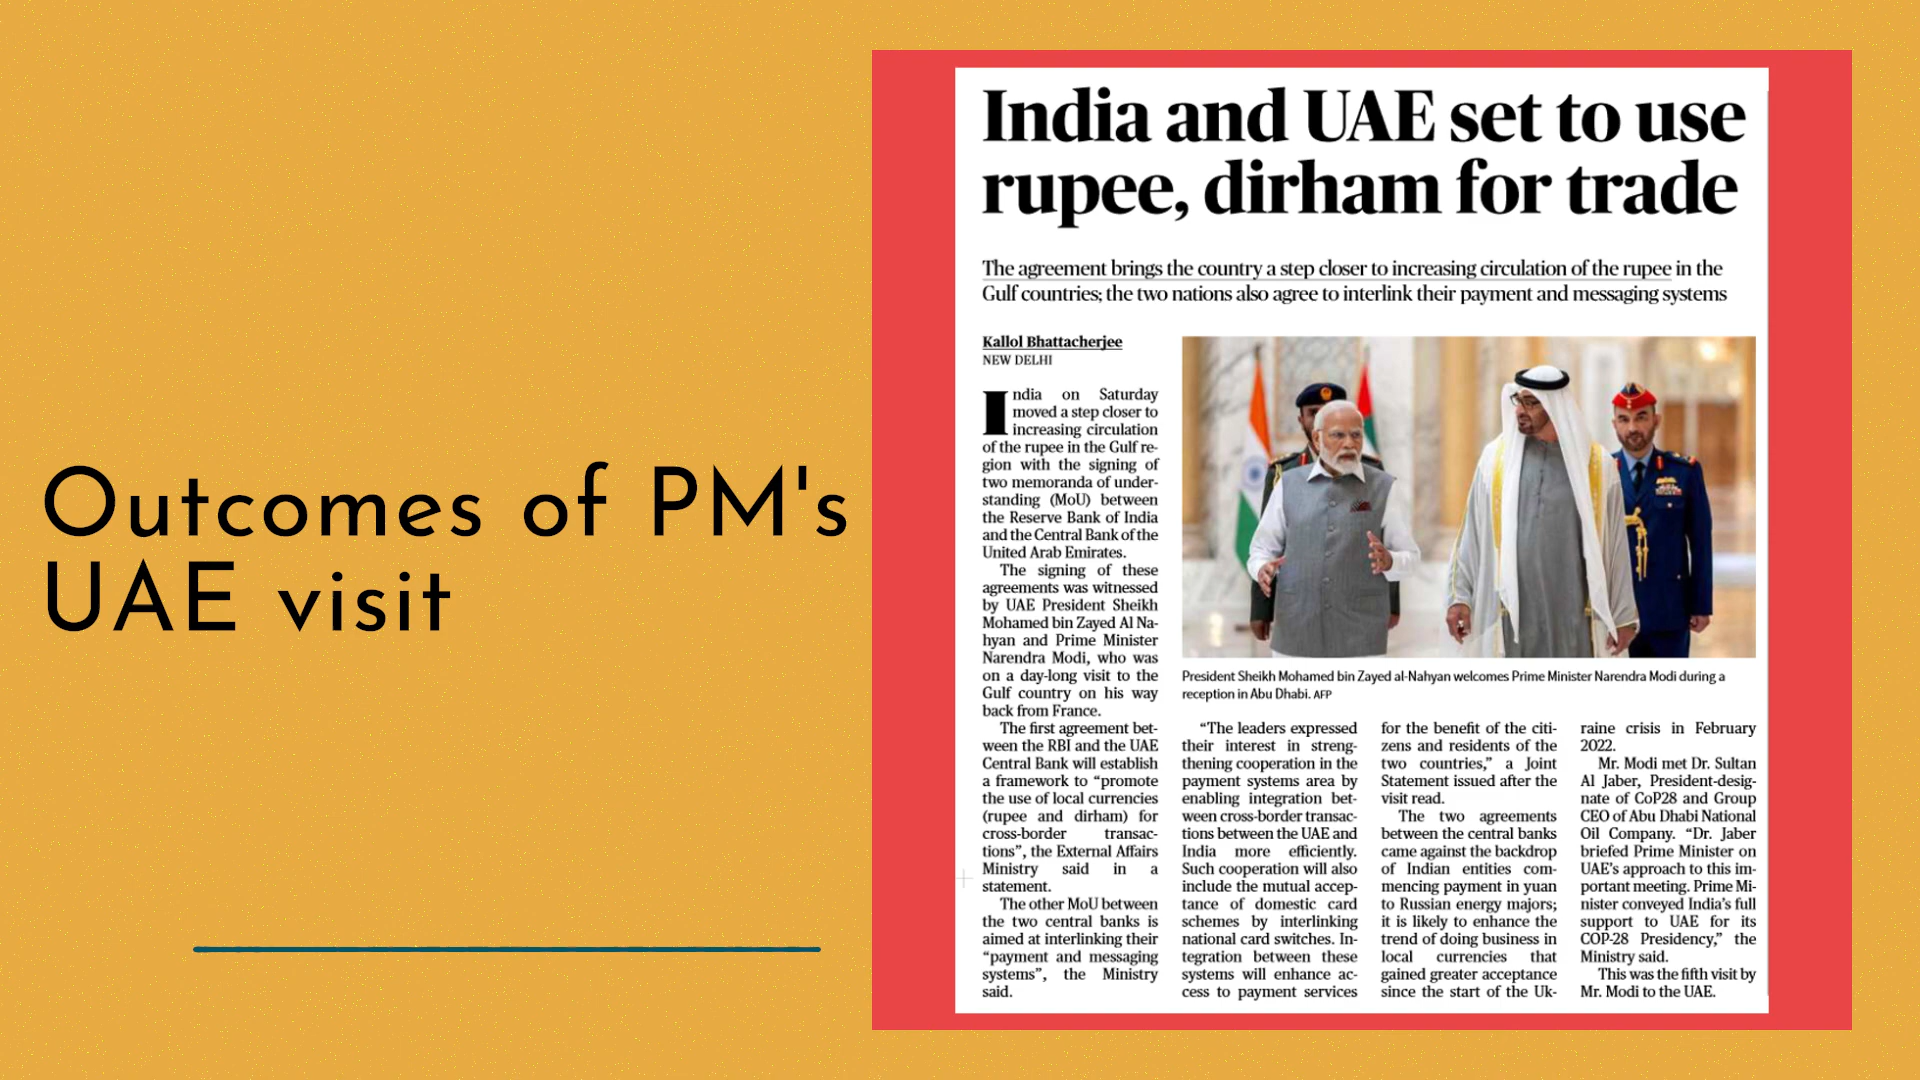 Outcomes of PM's
UAE visit
India and UAE set to use
rupee, dirham for trade
The agreement brings the country a step closer to increasing circulation of the rupee in the
Gulf countries; the two nations also agree to interlink their payment and messaging systems
Kallol Bhattacherjee
NEW DELHI
India on Saturday
moved a step closer to
increasing circulation
of the rupee in the Gulf re-
gion with the signing of
two memoranda of under-
standing (MoU) between
the Reserve Bank of India
and the Central Bank of the
United Arab Emirates.
The signing of these
agreements was witnessed
by UAE President Sheikh
Mohamed bin Zayed Al Na-
hyan and Prime Minister
Narendra Modi, who was
on a day-long visit to the
Gulf country on his way
back from France.
The first agreement bet-
ween the RBI and the UAE
Central Bank will establish
a framework to “promote
the use of local currencies
(rupee and dirham) for
cross-border transac-
tions”, the External Affairs
Ministry said in a
statement.
The other MoU between
the two central banks is
aimed at interlinking their
“payment and messaging
systems”, the Ministry
said.
President Sheikh Mohamed bin Zayed al-Nahyan welcomes Prime Minister Narendra Modi during a
reception in Abu Dhabi. AFP
“The leaders expressed
their interest in streng-
thening cooperation in the
payment systems area by
enabling integration bet-
ween cross-border transac-
tions between the UAE and
India more efficiently.
Such cooperation will also
include the mutual accep-
tance of domestic card
schemes by interlinking
national card switches. In-
tegration between these
systems will enhance ac-
cess to payment services
for the benefit of the citi-
zens and residents of the
two countries,” a Joint
Statement issued after the
visit read.
The two agreements
between the central banks
came against the backdrop
of Indian entities com-
mencing payment in yuan
to Russian energy majors;
it is likely to enhance the
trend of doing business in
local currencies that
gained greater acceptance
since the start of the Uk-
raine crisis in February
2022.
Mr. Modi met Dr. Sultan
Al Jaber, President-desig-
nate of CoP28 and Group
CEO of Abu Dhabi National
Oil Company. “Dr. Jaber
briefed Prime Minister on
UAE’s approach to this im-
portant meeting. Prime Mi-
nister conveyed India’s full
support to UAE for its
COP-28 Presidency,” the
Ministry said.
This was the fifth visit by
Mr. Modi to the UAE.